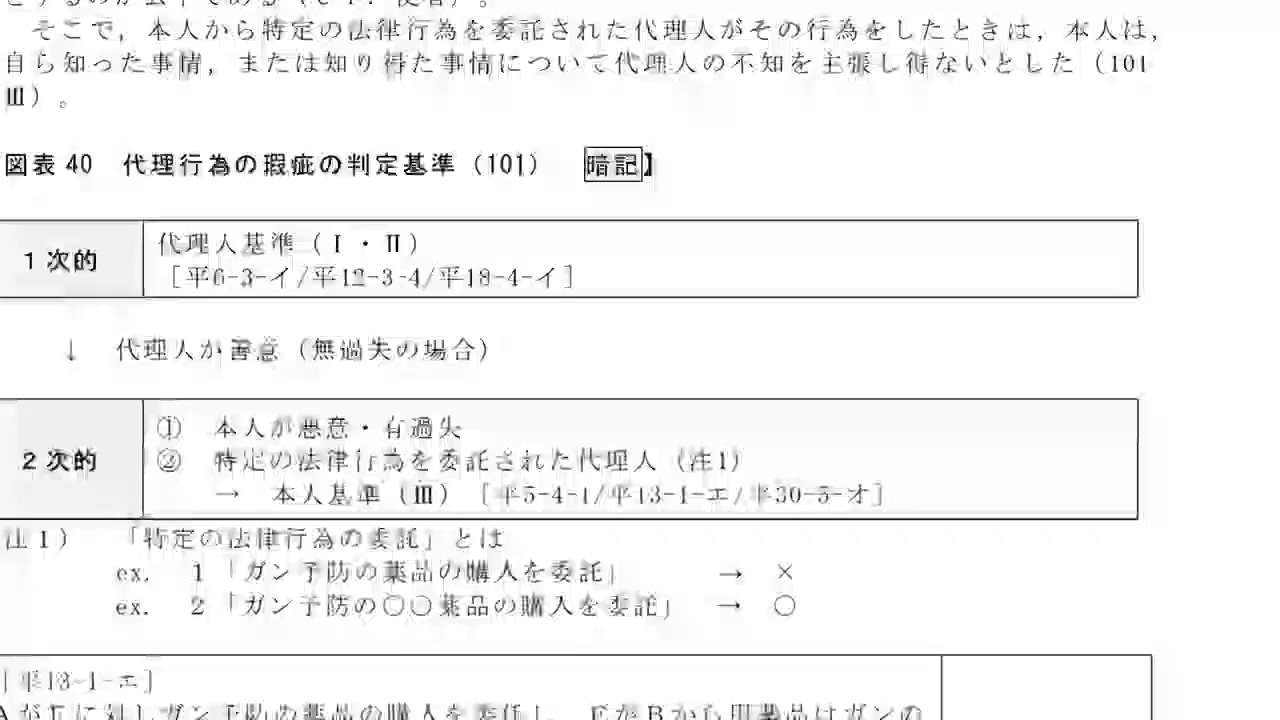 そこで，本人から特定の法律行為を委託された代理人がその行為をしたときは，本人は，
自ら知った事情，または知り得た事情について代理人の不知を主張し得ないとした（101
Ⅲ）。
図表 40　代理行為の瑕疵の判定基準（101）　暗記】
1 次的
代理人基準（Ⅰ・Ⅱ）
［平6-3-イ/平12-3-4/平18-4-イ］
↓　代理人が善意（無過失の場合）
2 次的
①　本人が悪意・有過失
②　特定の法律行為を委託された代理人（注1）
→　本人基準（Ⅲ）［平5-4-1/平13-1-エ/平30-5-オ］
注１）　「特定の法律行為の委託」とは
ex.　1「ガン予防の薬品の購入を委託」　→　×
ex.　2「ガン予防の〇〇薬品の購入を委託」　→　〇
［平13-1-エ］